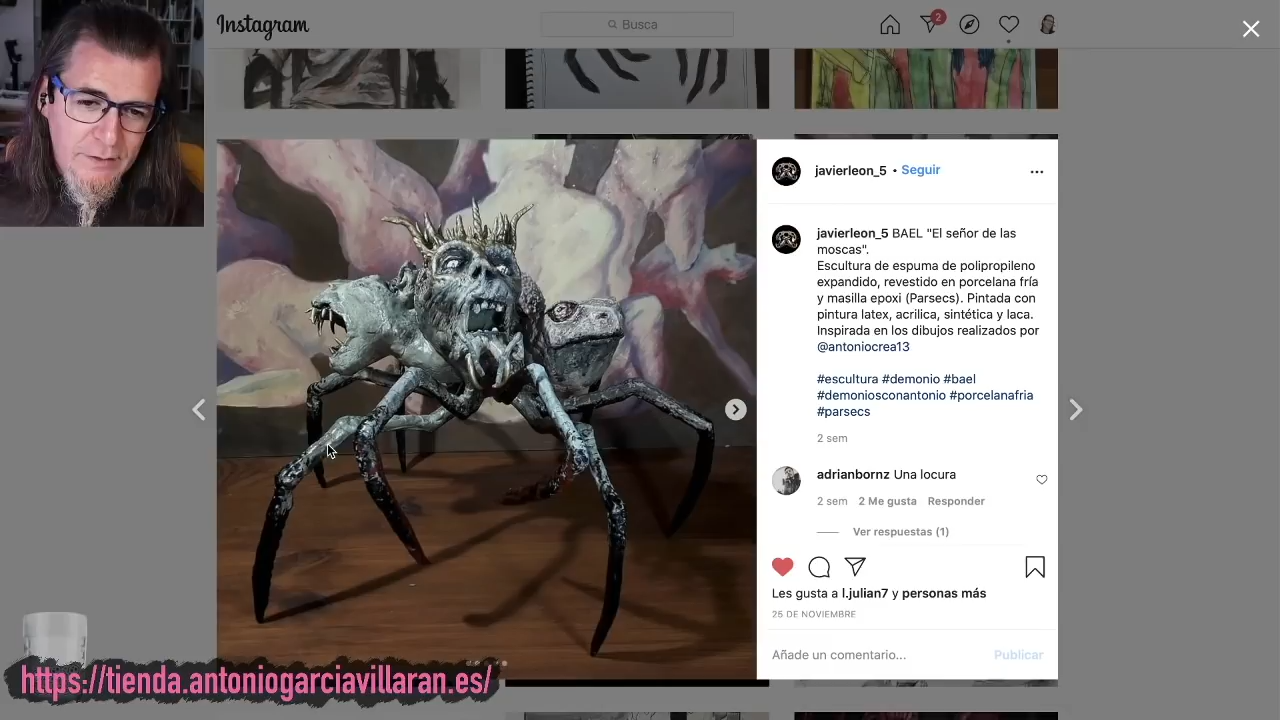 Instagram
Busca
2
javierleon_5 • Seguir
javierleon_5 BAEL "El señor de las
moscas".
Escultura de espuma de polipropileno
expandido, revestido en porcelana fría
y masilla epoxi (Parsecs). Pintada con
pintura latex, acrilica, sintética y laca.
Inspirada en los dibujos realizados por
@antoniocrea13
#escultura #demonio #bael
#demoniosconantonio #porcelanafria
#parsecs
2 sem
adrianbornz Una locura
2 sem 2 Me gusta Responder
Ver respuestas (1)
Les gusta a l.julian7 y personas más
25 DE NOVIEMBRE
Añade un comentario... Publicar
https://tienda.antoniogarciavillaran.es/